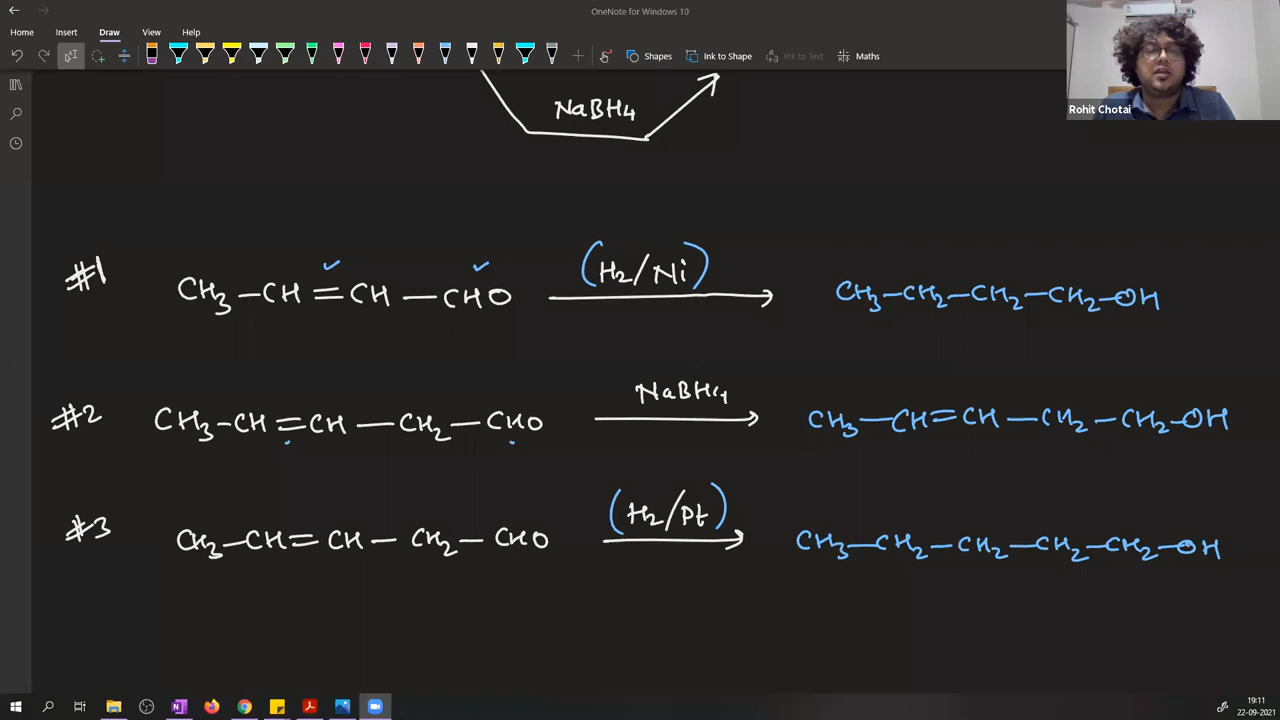 OneNote for Windows 10
Home Insert Draw View Help
Shapes Ink to Shape Ink to Text Maths
Rohit Chotai
NaBH4
#1 CH3-CH=CH-CHO (H2/Ni) CH3-CH2-CH2-CH2-OH
#2 CH3-CH=CH-CH2-CHO NaBH4 CH3-CH=CH-CH2-CH2-OH
#3 CH3-CH=CH-CH2-CHO (H2/Pt) CH3-CH2-CH2-CH2-CH2-OH
19:11
22-09-2021